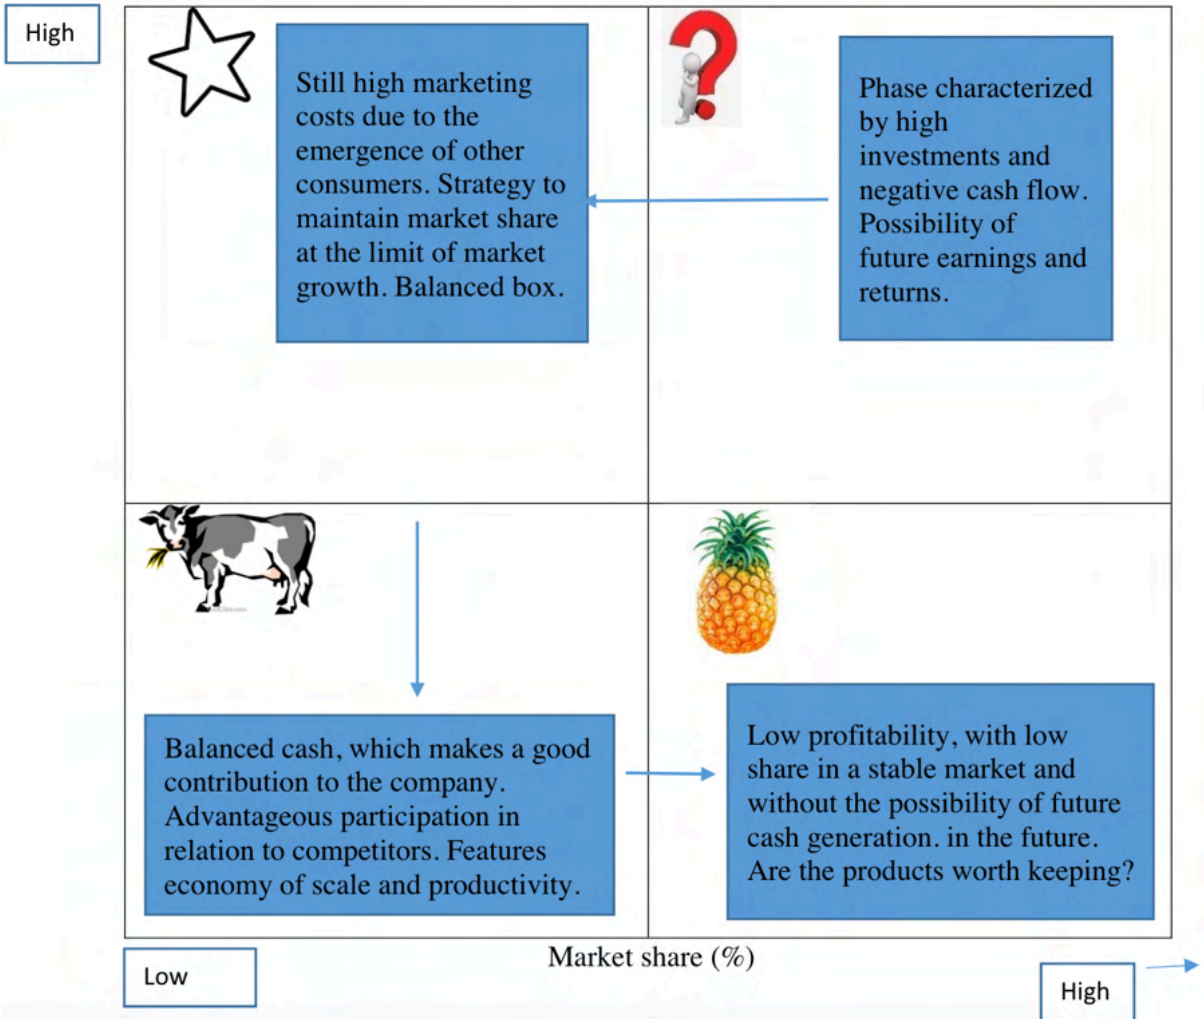 High
Still high marketing
costs due to the
emergence of other
consumers. Strategy to
maintain market share
at the limit of market
growth. Balanced box.
Phase characterized
by high
investments and
negative cash flow.
Possibility of
future earnings and
returns.
Balanced cash, which makes a good
contribution to the company.
Advantageous participation in
relation to competitors. Features
economy of scale and productivity.
Low profitability, with low
share in a stable market and
without the possibility of future
cash generation. in the future.
Are the products worth keeping?
Low
Market share (%)
High